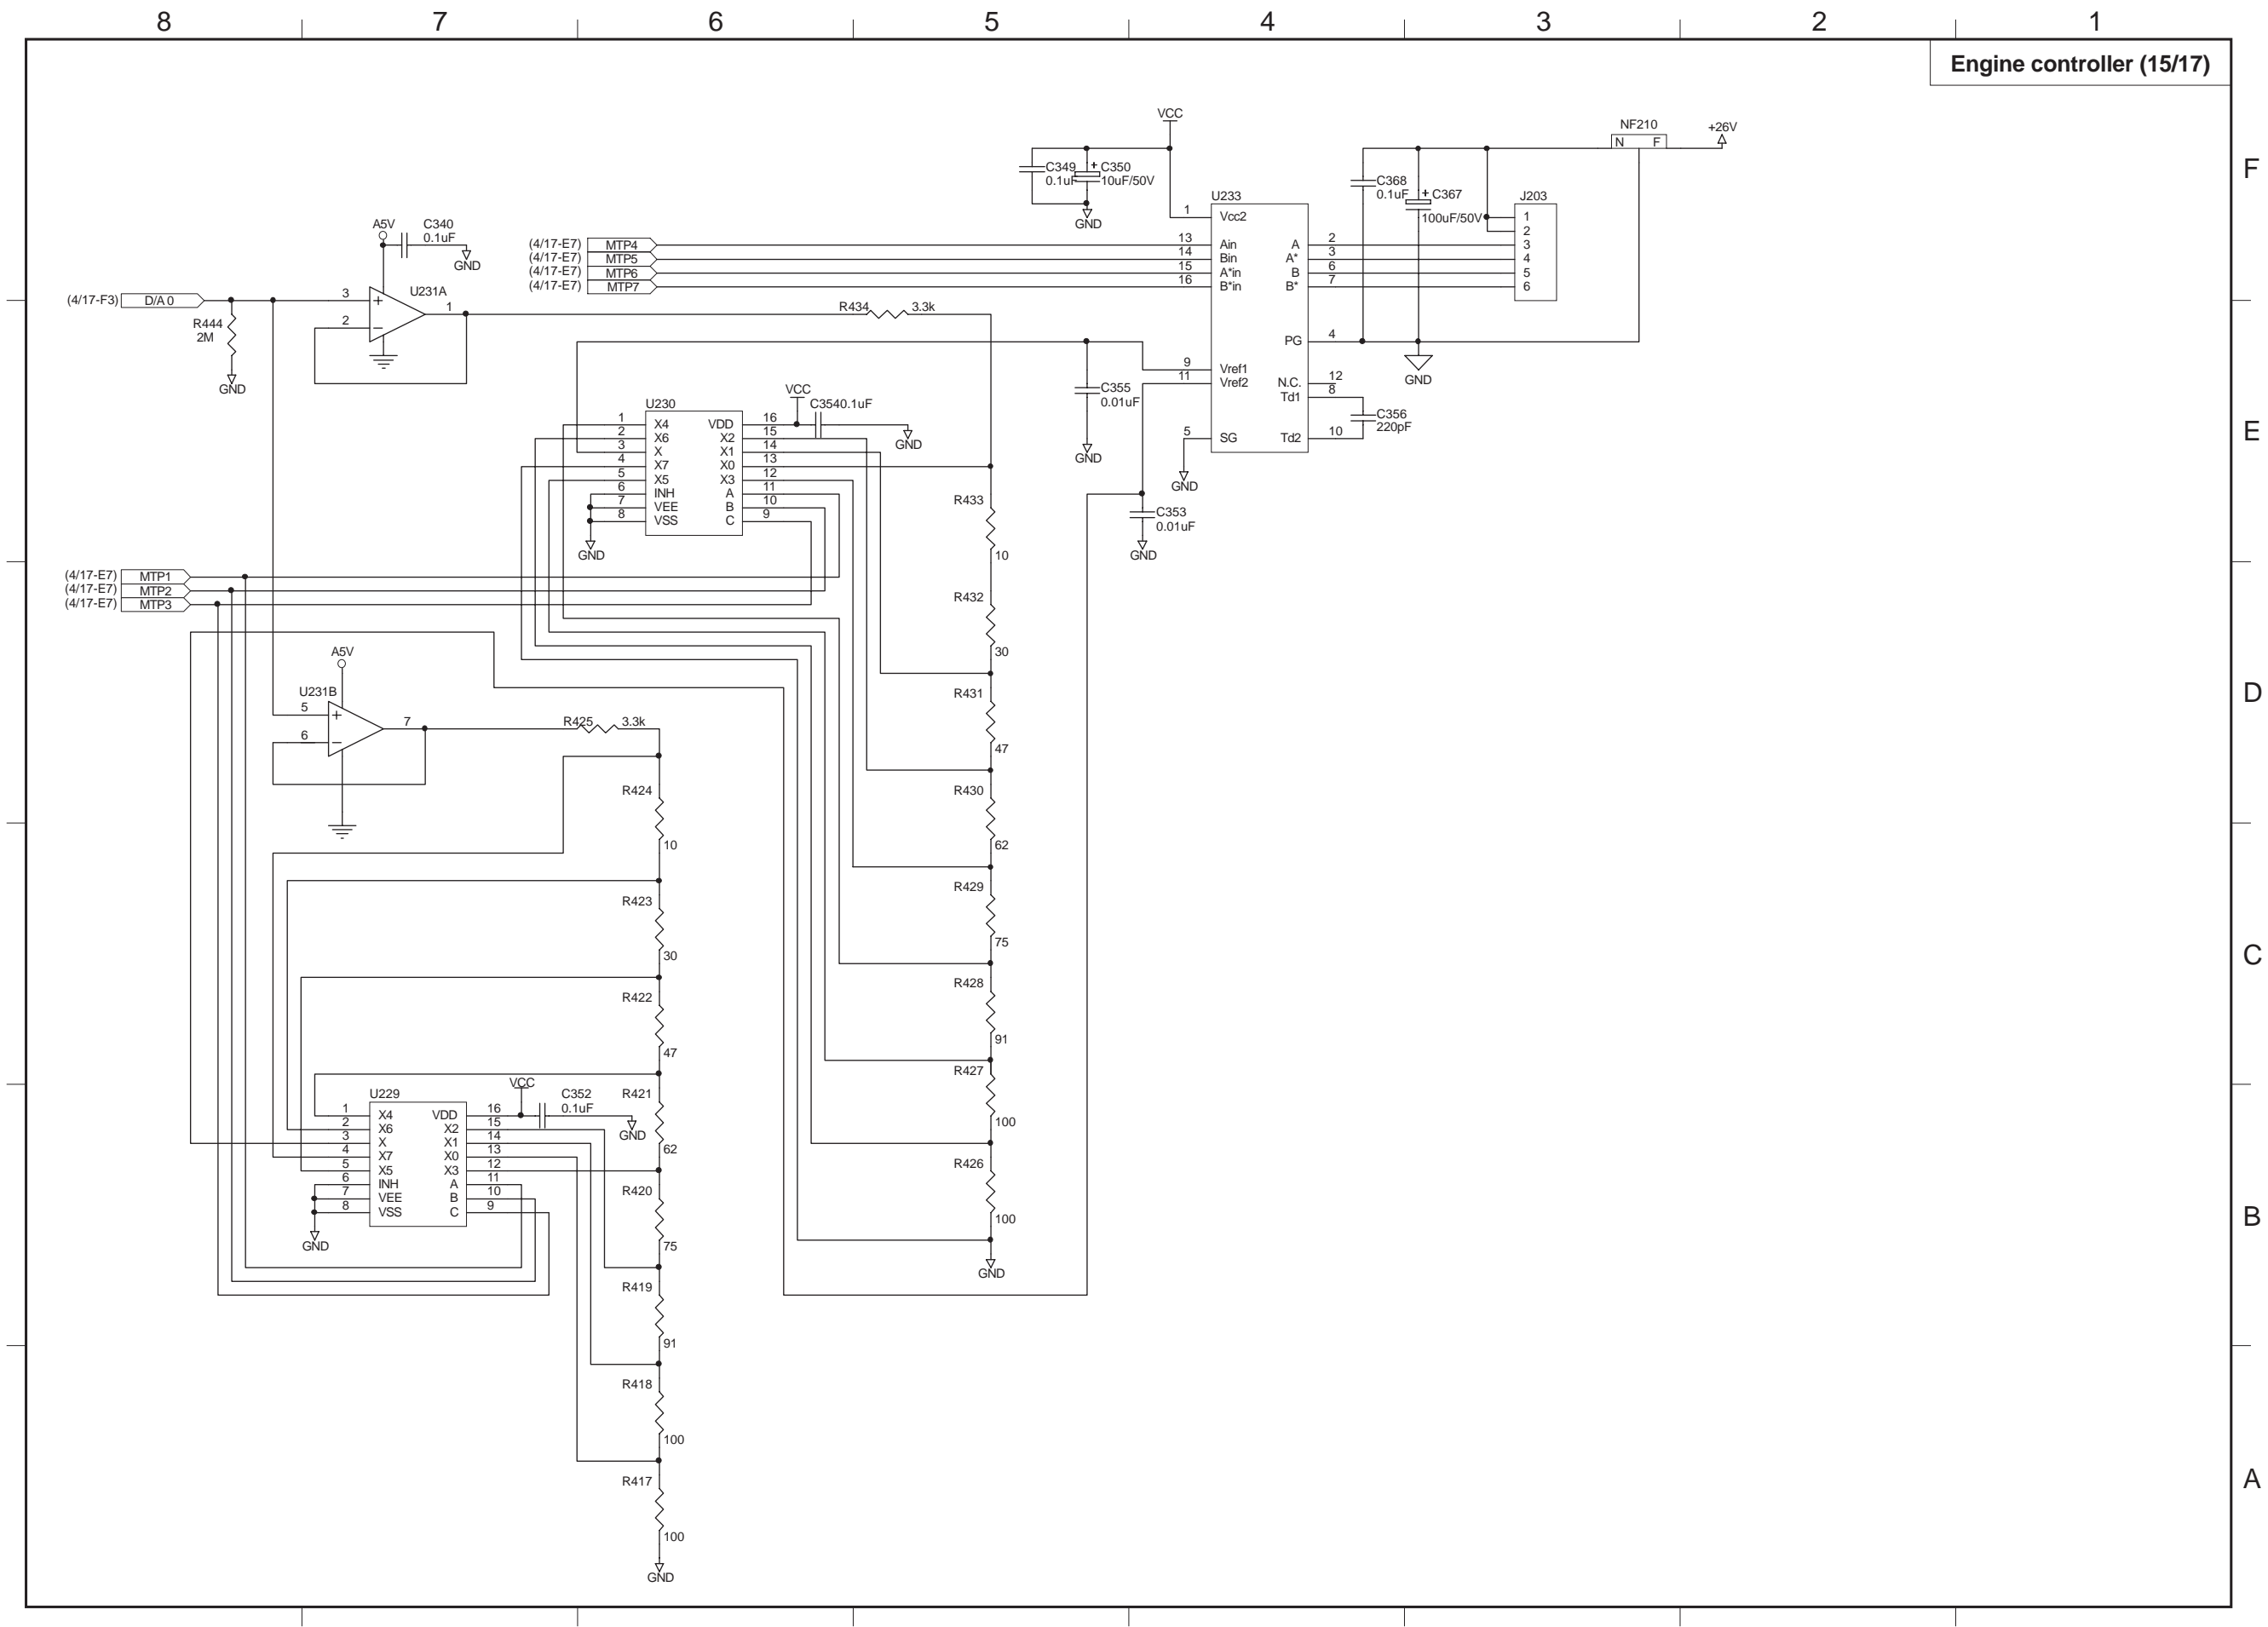 8 7 6 5 4 3 2 1
Engine controller (15/17)
F
E
D
C
B
A
VCC
C349
0.1uF
+ C350
10uF/50V
GND
NF210
N F
+26V
C368
0.1uF
+ C367
100uF/50V
J203
1
2
3
4
5
6
U233
1 Vcc2
13 Ain A 2
14 Bin A* 3
15 A*in B 6
16 B*in B* 7
PG 4
9 Vref1
11 Vref2 N.C. 12
Td1 8
5 SG Td2 10
GND
GND
C356
220pF
(4/17-E7) MTP4
(4/17-E7) MTP5
(4/17-E7) MTP6
(4/17-E7) MTP7
A5V
C340
0.1uF
GND
(4/17-F3) D/A 0
R444
2M
GND
U231A
3 +
2 −
1
R434 3.3k
C355
0.01uF
GND
C353
0.01uF
GND
U230
VCC
C3540.1uF
GND
1 X4 VDD 16
2 X6 X2 15
3 X X1 14
4 X7 X0 13
5 X5 X3 12
6 INH A 11
7 VEE B 10
8 VSS C 9
GND
(4/17-E7) MTP1
(4/17-E7) MTP2
(4/17-E7) MTP3
R433
10
R432
30
R431
47
R430
62
R429
75
R428
91
R427
100
R426
100
GND
A5V
U231B
5 +
6 −
7
R425 3.3k
R424
10
R423
30
R422
47
R421
62
R420
75
R419
91
R418
100
R417
100
GND
U229
VCC
C352
0.1uF
GND
1 X4 VDD 16
2 X6 X2 15
3 X X1 14
4 X7 X0 13
5 X5 X3 12
6 INH A 11
7 VEE B 10
8 VSS C 9
GND